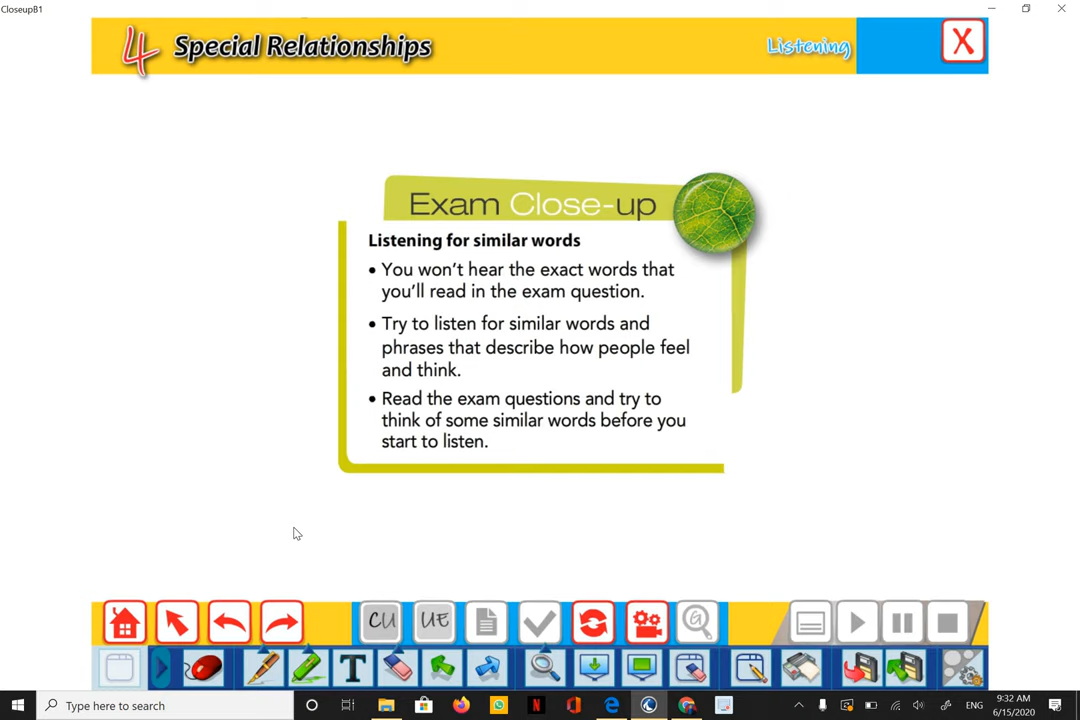 CloseupB1
4 Special Relationships
Listening
X
Exam Close-up
Listening for similar words
• You won't hear the exact words that
you'll read in the exam question.
• Try to listen for similar words and
phrases that describe how people feel
and think.
• Read the exam questions and try to
think of some similar words before you
start to listen.
CU
UE
G
T
Type here to search
N
ENG
9:32 AM
6/15/2020